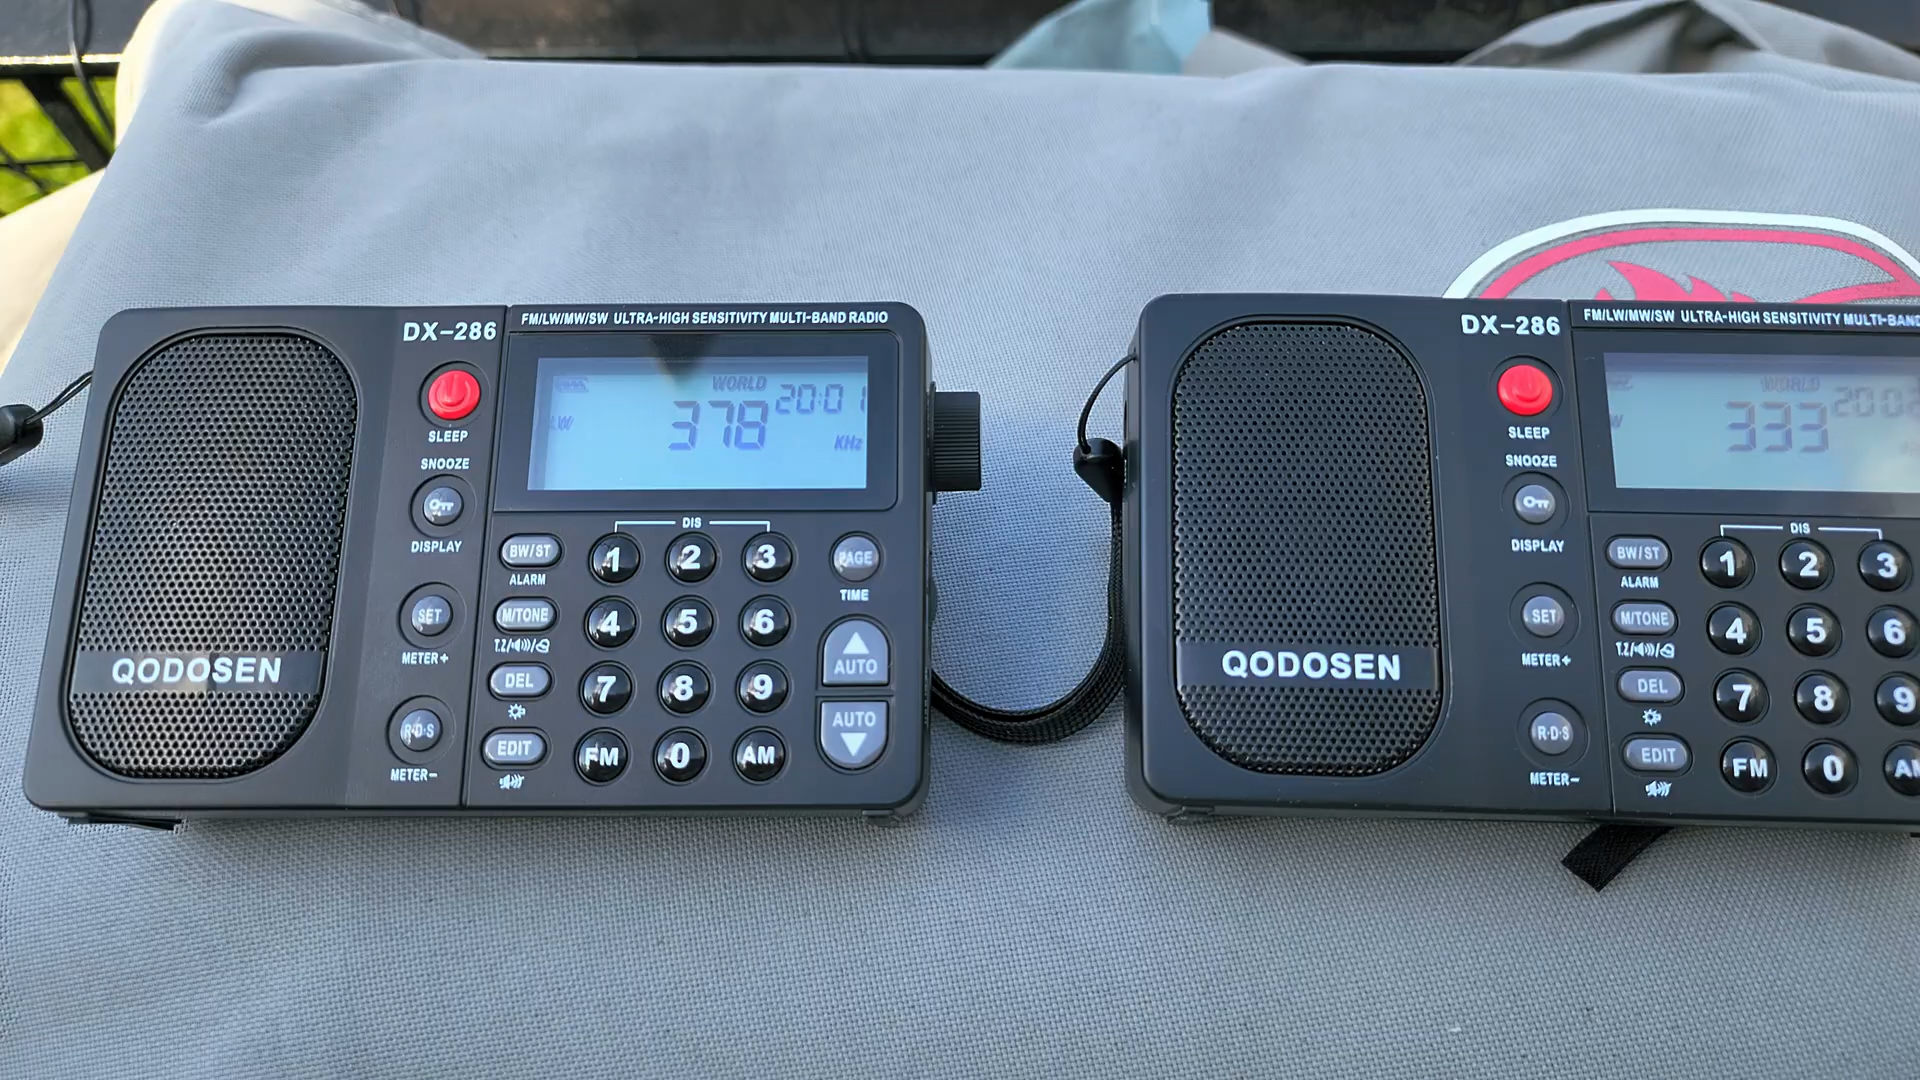 DX-286
FM/LW/MW/SW ULTRA-HIGH SENSITIVITY MULTI-BAND RADIO
WORLD
20:01
LW
378
KHz
SLEEP
SNOOZE
DISPLAY
SET
METER+
R·D·S
METER-
DIS
BW/ST
1
2
3
PAGE
ALARM
TIME
M/TONE
4
5
6
AUTO
DEL
7
8
9
AUTO
EDIT
FM
0
AM
QODOSEN
DX-286
FM/LW/MW/SW ULTRA-HIGH SENSITIVITY MULTI-BAND
WORLD
333
SLEEP
SNOOZE
DISPLAY
SET
METER+
R·D·S
METER-
DIS
BW/ST
1
2
3
ALARM
M/TONE
4
5
6
DEL
7
8
9
EDIT
FM
0
QODOSEN